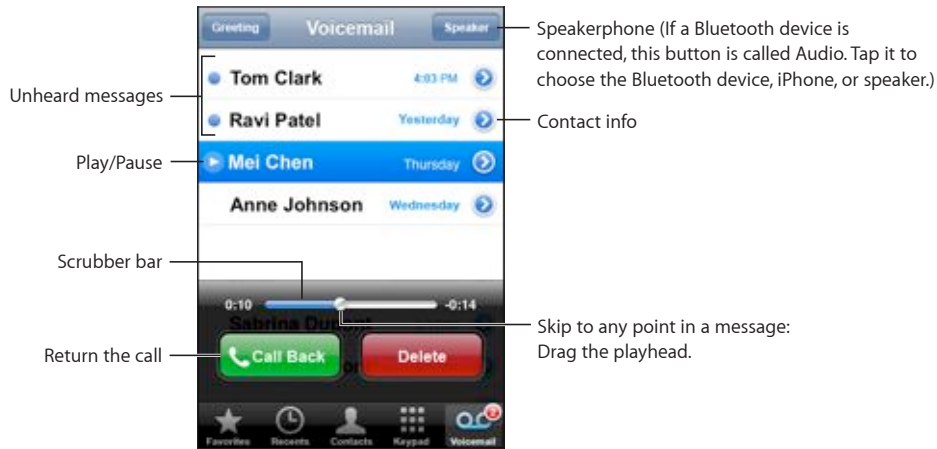 Greeting Voicemail Speaker
Speakerphone (If a Bluetooth device is
connected, this button is called Audio. Tap it to
choose the Bluetooth device, iPhone, or speaker.)
Unheard messages
Tom Clark 4:03 PM
Ravi Patel Yesterday
Contact info
Play/Pause
Mei Chen Thursday
Anne Johnson Wednesday
Scrubber bar
0:10 -0:14
Sabrina Dupont
Skip to any point in a message:
Drag the playhead.
Return the call
Call Back Delete
Favorites Recents Contacts Keypad Voicemail
2